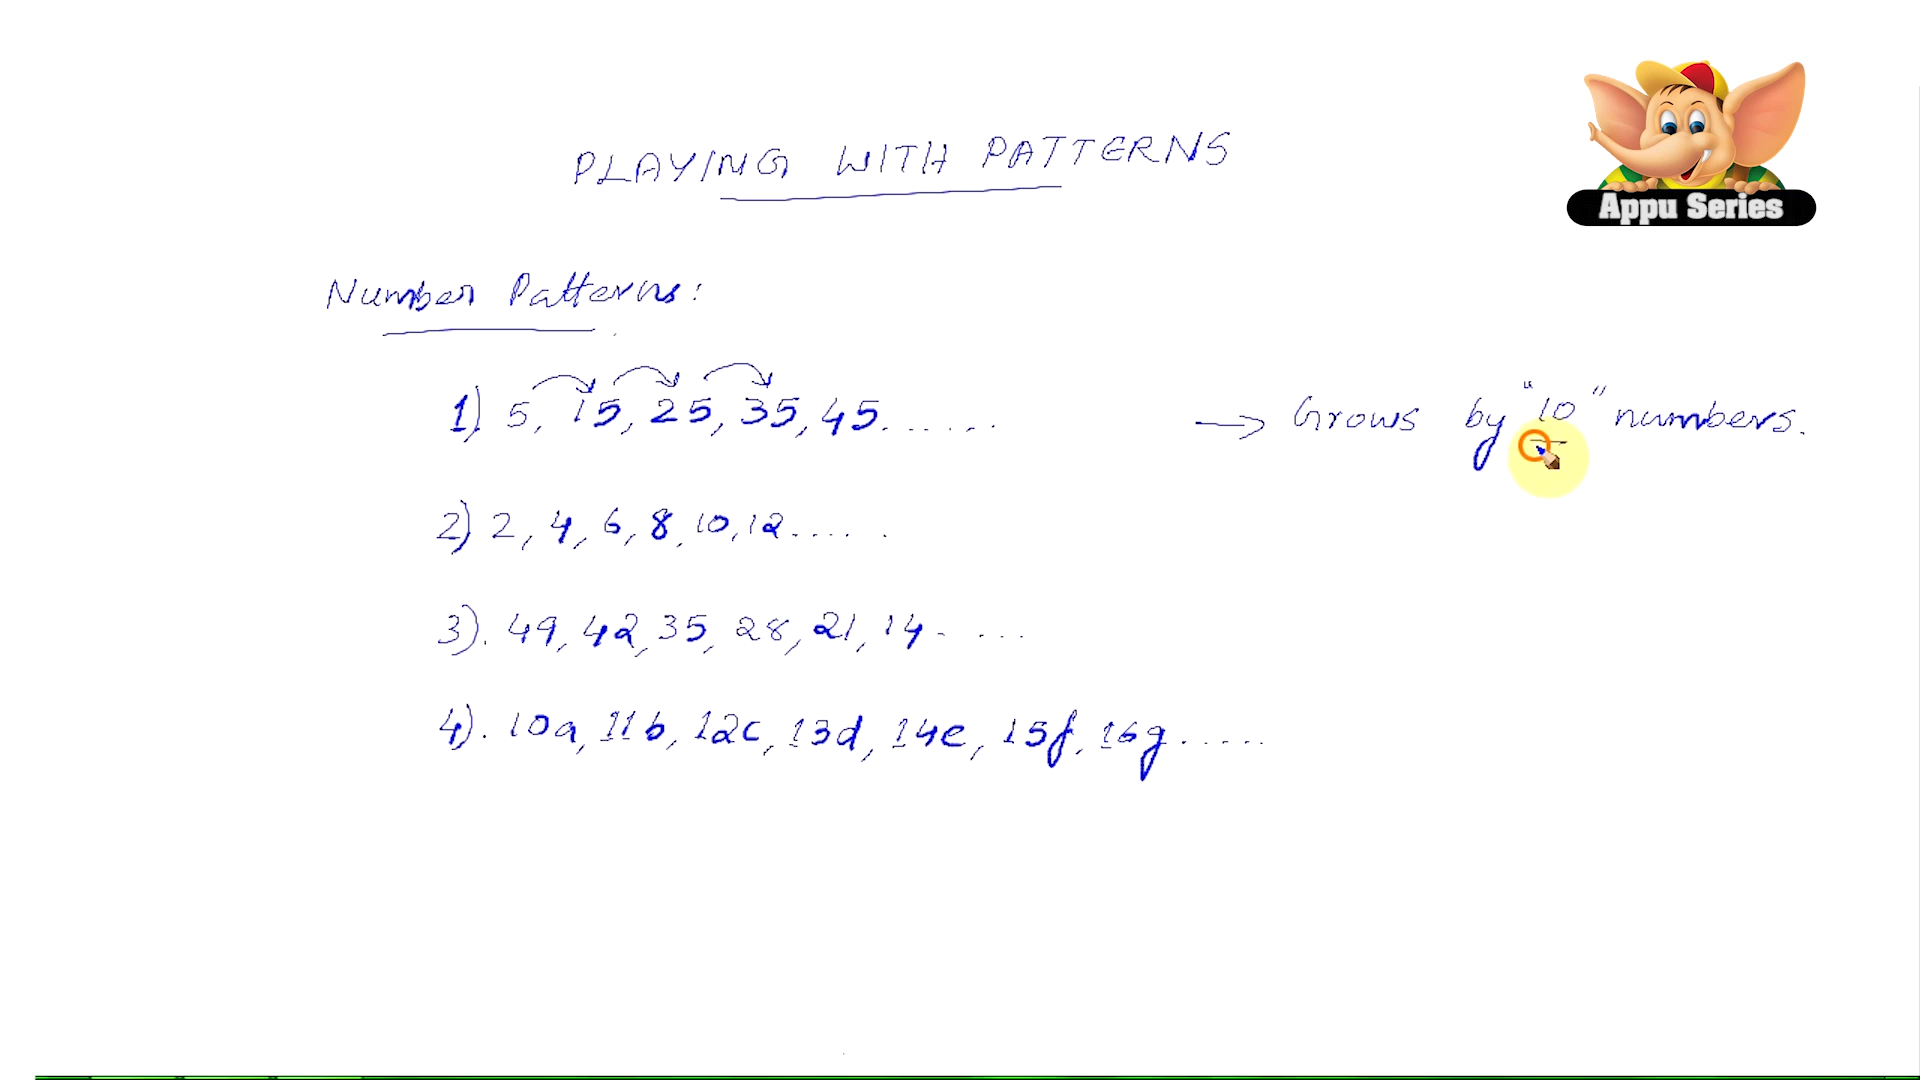 PLAYING WITH PATTERNS
Appu Series
Number Patterns:
1) 5, 15, 25, 35, 45. . . . . . → Grows by "10" numbers.
2) 2, 4, 6, 8, 10, 12. . . . .
3). 49, 42, 35, 28, 21, 14. . . . .
4). 10a, 11b, 12c, 13d, 14e, 15f, 16g. . . . . .